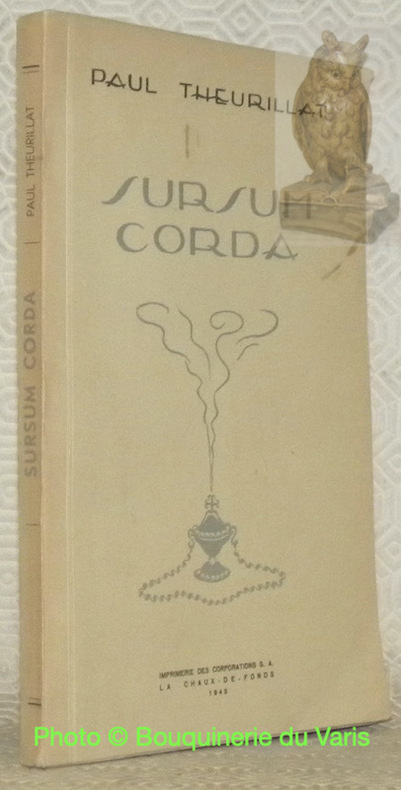 PAUL THEURILLAT
SURSUM
CORDA
IMPRIMERIE DES CORPORATIONS S. A.
LA CHAUX-DE-FONDS
1945
SURSUM CORDA PAUL THEURILLAT
Photo © Bouquinerie du Varis